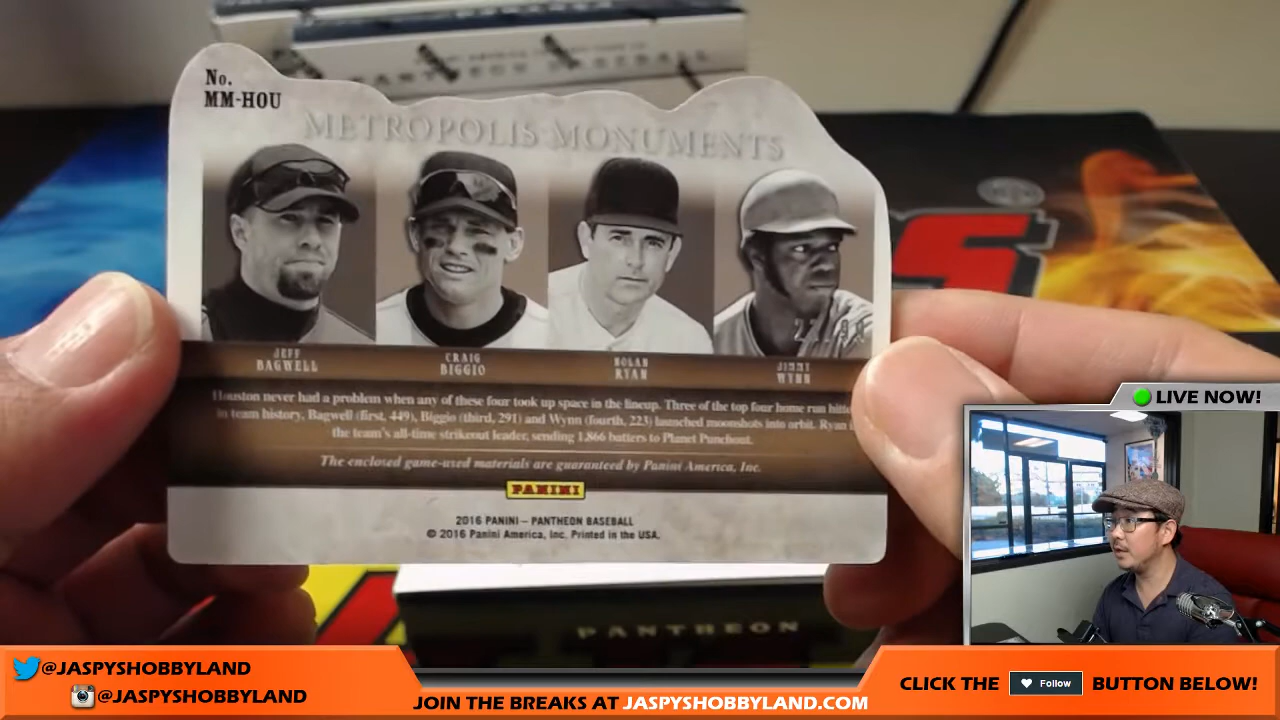 No.
MM-HOU
METROPOLIS MONUMENTS
JEFF
BAGWELL
CRAIG
BIGGIO
NOLAN
RYAN
JIMMY
WYNN
Houston never had a problem when any of these four took up space in the lineup. Three of the top four home run
in team history, Bagwell (first, 449), Biggio (third, 291) and Wynn (fourth, 223) launched moonshots into orbit. Ryan
the team's all-time strikeout leader, sending 1,866 batters to Planet Punchout.
The enclosed game-used materials are guaranteed by Panini America, Inc.
PANINI
2016 PANINI – PANTHEON BASEBALL
© 2016 Panini America, Inc. Printed in the USA.
PANTHEON
LIVE NOW!
@JASPYSHOBBYLAND
@JASPYSHOBBYLAND
JOIN THE BREAKS AT JASPYSHOBBYLAND.COM
CLICK THE Follow BUTTON BELOW!